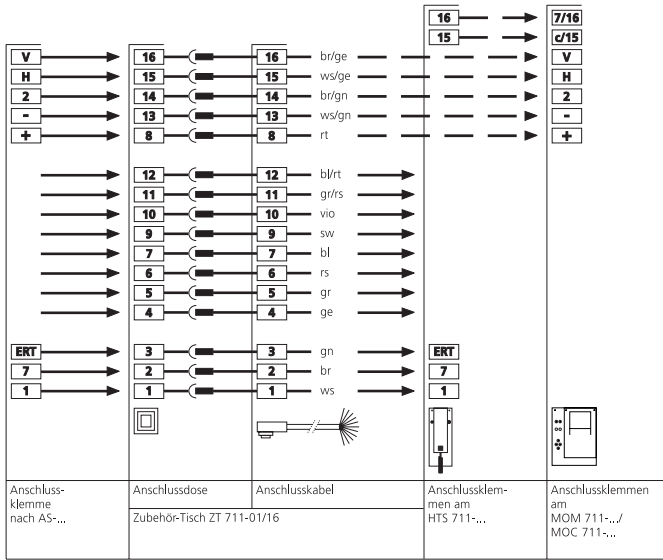 16 7/16
15 c/15
V 16 16 br/ge V
H 15 15 ws/ge H
2 14 14 br/gn 2
- 13 13 ws/gn -
+ 8 8 rt +
12 12 bl/rt
11 11 gr/rs
10 10 vio
9 9 sw
7 7 bl
6 6 rs
5 5 gr
4 4 ge
ERT 3 3 gn ERT
7 2 2 br 7
1 1 1 ws 1
Anschluss-
klemme
nach AS-...
Anschlussdose
Anschlusskabel
Zubehör-Tisch ZT 711-01/16
Anschlussklem-
men am
HTS 711-...
Anschlussklemmen
am
MOM 711-.../
MOC 711-...